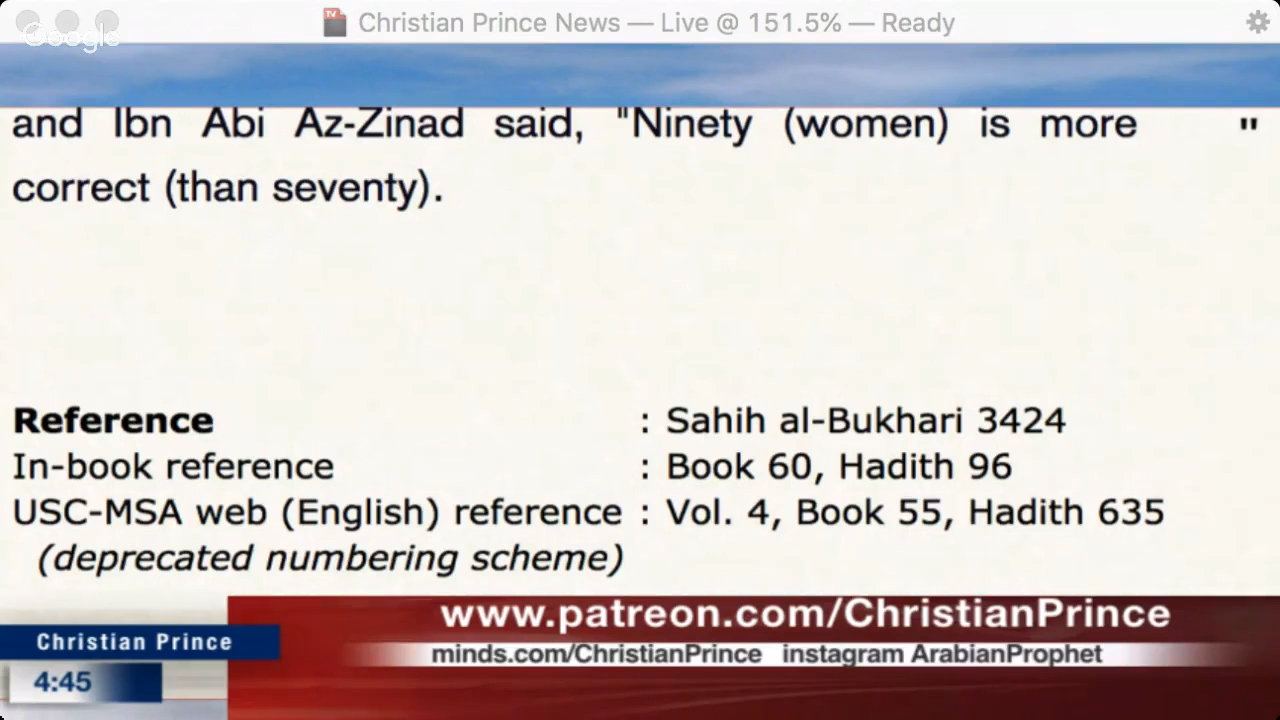 Christian Prince News — Live @ 151.5% — Ready
Google
and Ibn Abi Az-Zinad said, "Ninety (women) is more "
correct (than seventy).
Reference : Sahih al-Bukhari 3424
In-book reference : Book 60, Hadith 96
USC-MSA web (English) reference : Vol. 4, Book 55, Hadith 635
(deprecated numbering scheme)
www.patreon.com/ChristianPrince
Christian Prince
minds.com/ChristianPrince instagram ArabianProphet
4:45